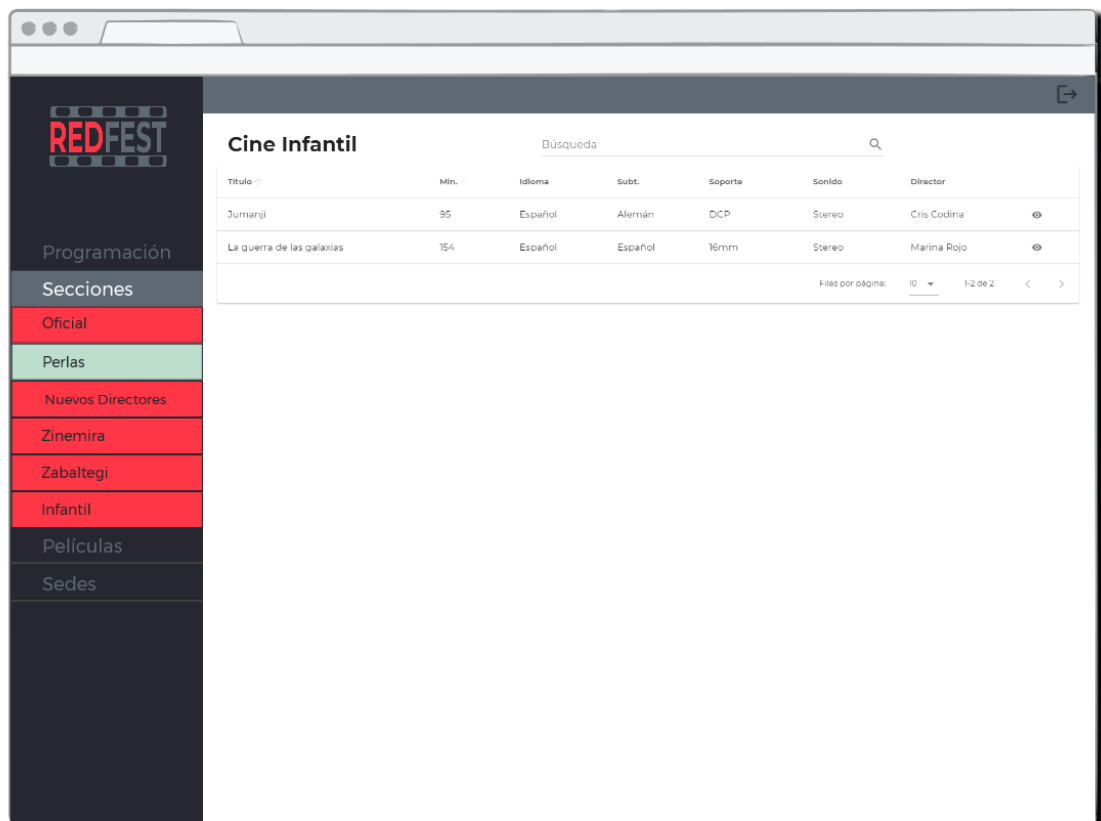 REDFEST
Programación
Secciones
Oficial
Perlas
Nuevos Directores
Zinemira
Zabaltegi
Infantil
Películas
Sedes
Cine Infantil
Búsqueda
Título Min. Idioma Subt. Soporte Sonido Director
Jumanji 95 Español Alemán DCP Stereo Cris Codina
La guerra de las galaxias 154 Español Español 16mm Stereo Marina Rojo
Filas por página: 10 1-2 de 2